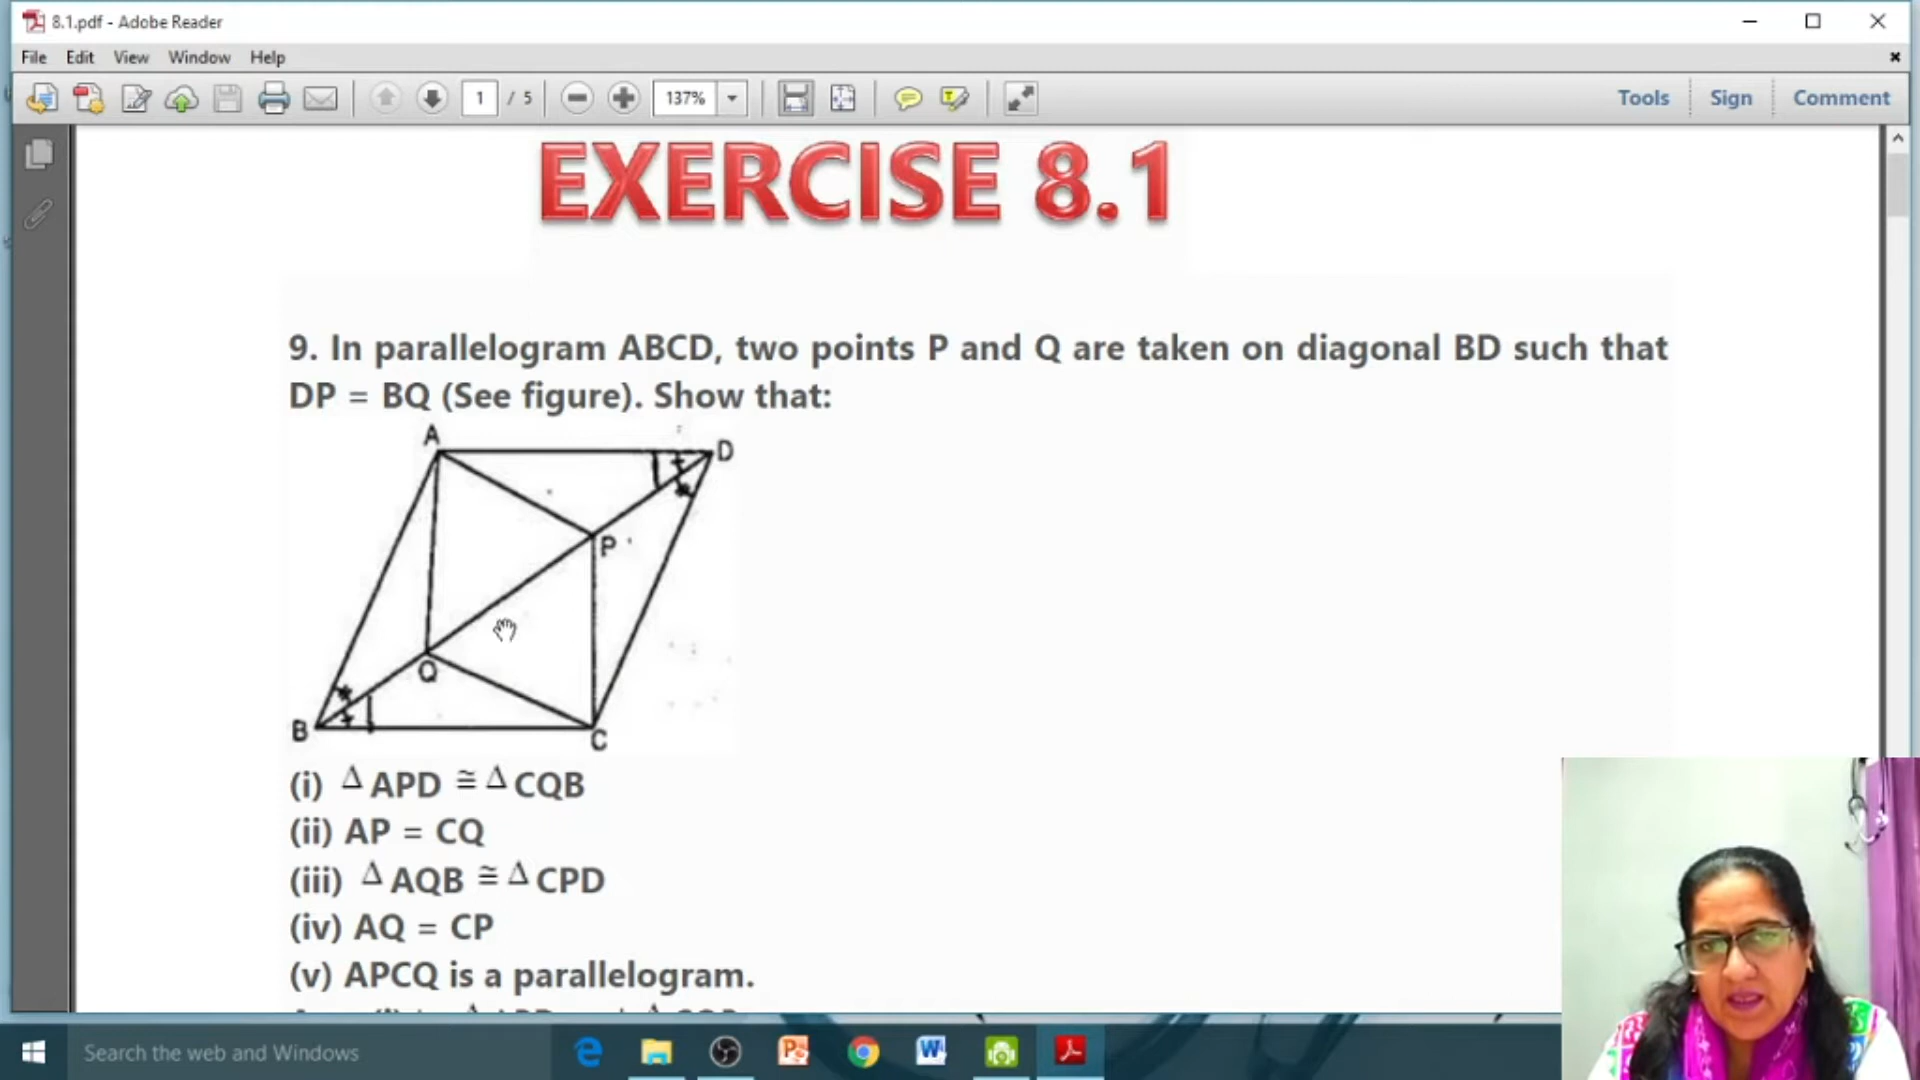 8.1.pdf - Adobe Reader
File Edit View Window Help
1 / 5 137% Tools Sign Comment
EXERCISE 8.1
9. In parallelogram ABCD, two points P and Q are taken on diagonal BD such that
DP = BQ (See figure). Show that:
A
D
P
Q
B
C
(i) Δ APD ≅ Δ CQB
(ii) AP = CQ
(iii) Δ AQB ≅ Δ CPD
(iv) AQ = CP
(v) APCQ is a parallelogram.
Search the web and Windows